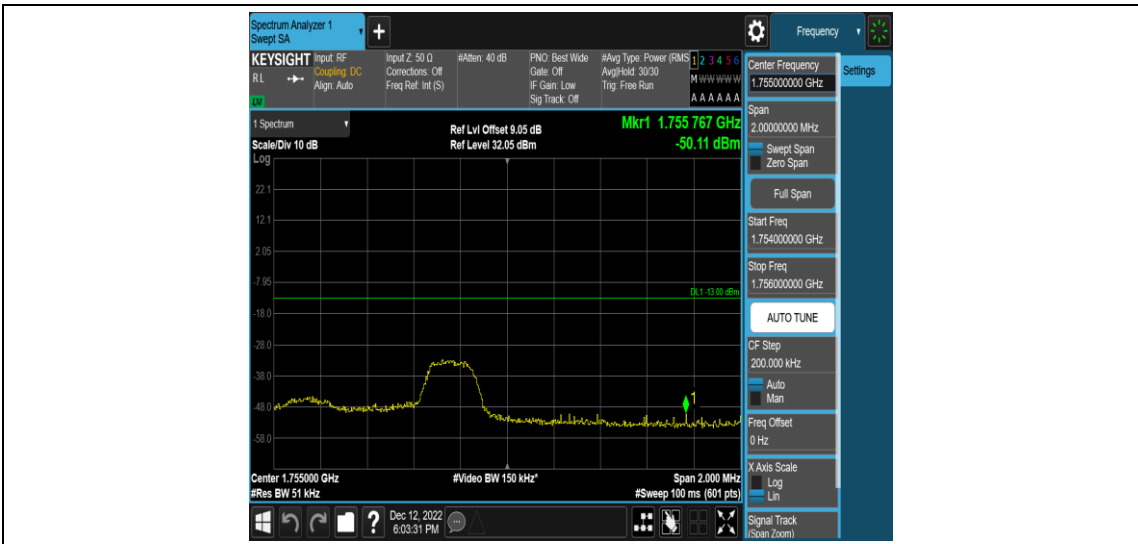 Spectrum Analyzer 1
Swept SA
+
Frequency
KEYSIGHT
RL
LXI
Input: RF
Coupling: DC
Align: Auto
Input Z: 50 Ω
Corrections: Off
Freq Ref: Int (S)
#Atten: 40 dB
PNO: Best Wide
Gate: Off
IF Gain: Low
Sig Track: Off
#Avg Type: Power (RMS
Avg|Hold: 30/30
Trig: Free Run
1 2 3 4 5 6
M W W W W W
A A A A A A
Center Frequency
1.755000000 GHz
Settings
1 Spectrum
Scale/Div 10 dB
Log
Ref Lvl Offset 9.05 dB
Ref Level 32.05 dBm
Mkr1 1.755 767 GHz
-50.11 dBm
22.1
12.1
2.05
-7.95
-18.0
-28.0
-38.0
-48.0
-58.0
DL1 -13.00 dBm
1
Center 1.755000 GHz
#Res BW 51 kHz
#Video BW 150 kHz*
Span 2.000 MHz
#Sweep 100 ms (601 pts)
Span
2.00000000 MHz
Swept Span
Zero Span
Full Span
Start Freq
1.754000000 GHz
Stop Freq
1.756000000 GHz
AUTO TUNE
CF Step
200.000 kHz
Auto
Man
Freq Offset
0 Hz
X Axis Scale
Log
Lin
Signal Track
(Span Zoom)
?
Dec 12, 2022
6:03:31 PM